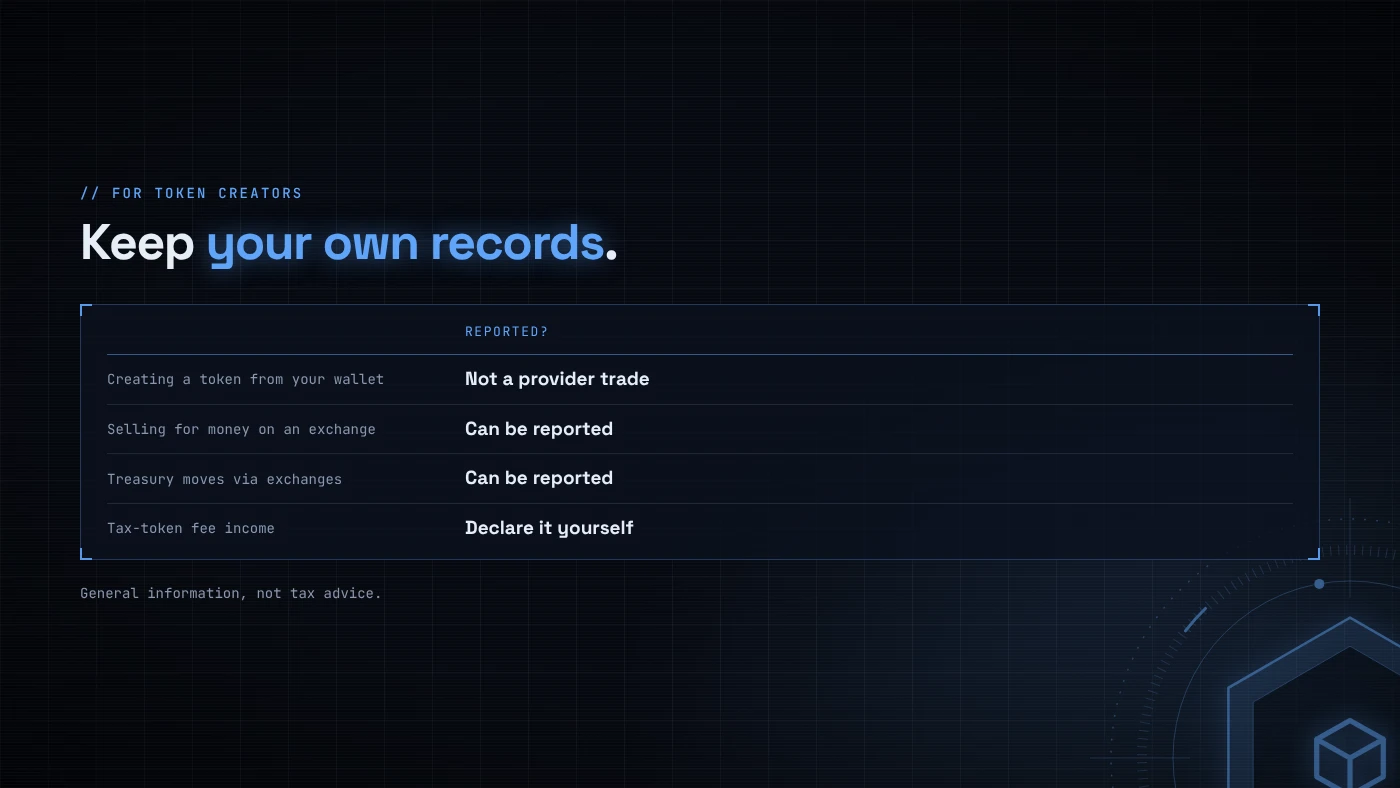 // FOR TOKEN CREATORS
Keep your own records.
REPORTED?
Creating a token from your wallet Not a provider trade
Selling for money on an exchange Can be reported
Treasury moves via exchanges Can be reported
Tax-token fee income Declare it yourself
General information, not tax advice.